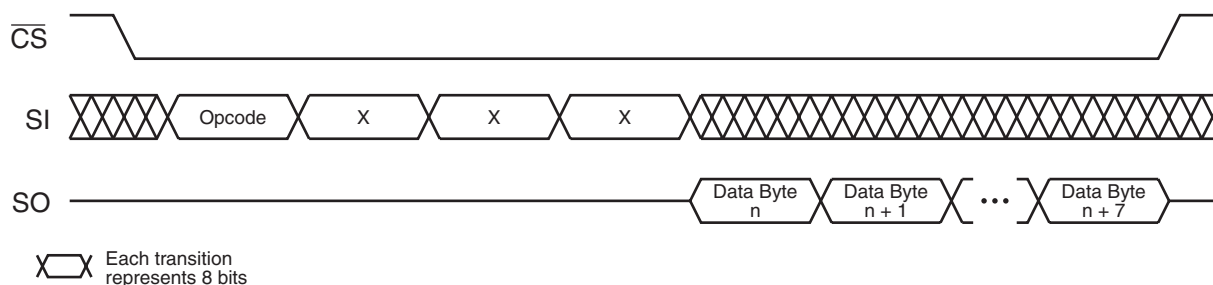 CS
SI
Opcode
X
X
X
SO
Data Byte
n
Data Byte
n + 1
•••
Data Byte
n + 7
Each transition
represents 8 bits